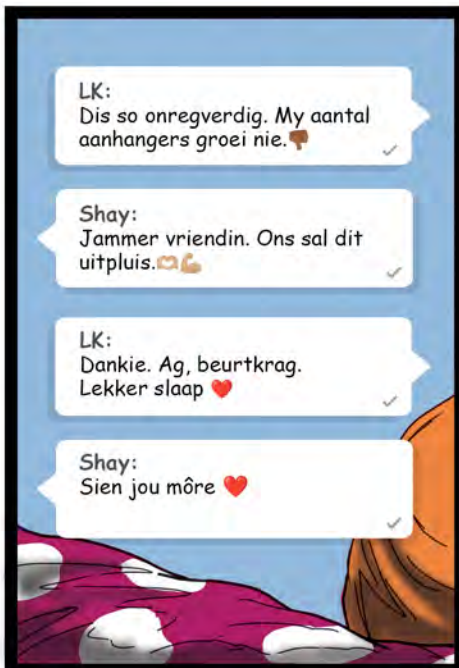 LK:
Dis so onregverdig. My aantal
aanhangers groei nie.👎🏾
Shay:
Jammer vriendin. Ons sal dit
uitpluis.🫶🏼💪🏼
LK:
Dankie. Ag, beurtkrag.
Lekker slaap ❤️
Shay:
Sien jou môre ❤️